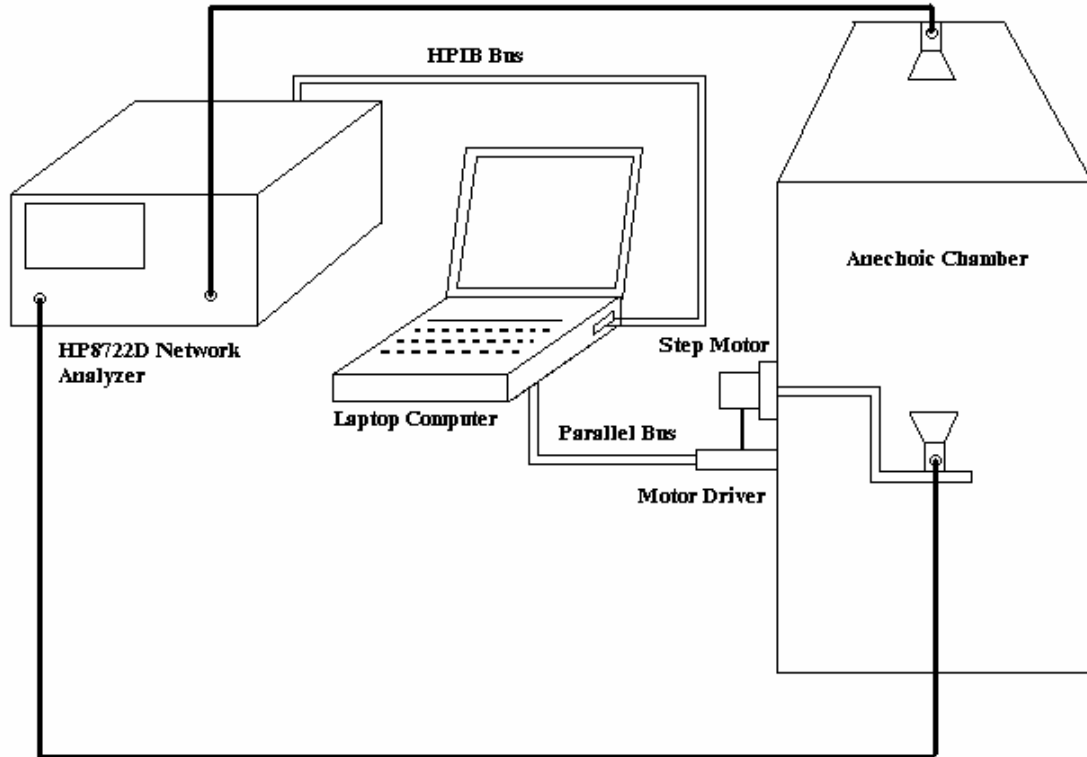 HPIB Bus
Anechoic Chamber
HP8722D Network
Analyzer
Step Motor
Laptop Computer
Parallel Bus
Motor Driver